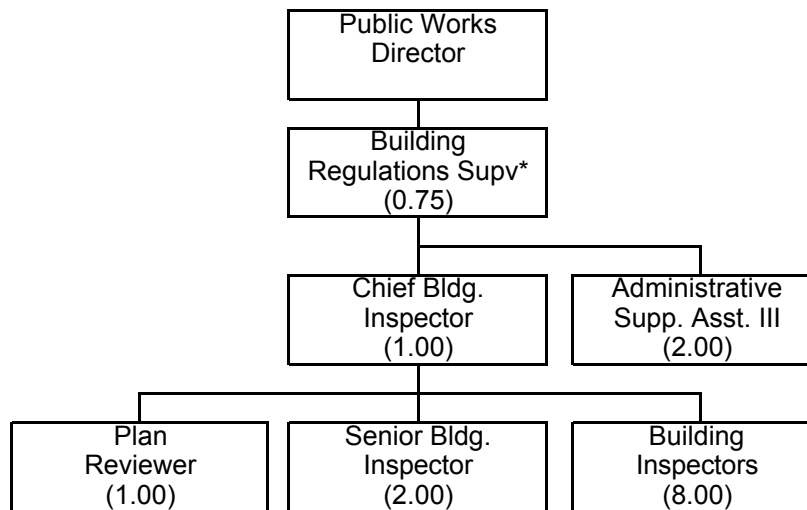 Public Works
Director
Building
Regulations Supv*
(0.75)
Chief Bldg.
Inspector
(1.00)
Administrative
Supp. Asst. III
(2.00)
Plan
Reviewer
(1.00)
Senior Bldg.
Inspector
(2.00)
Building
Inspectors
(8.00)